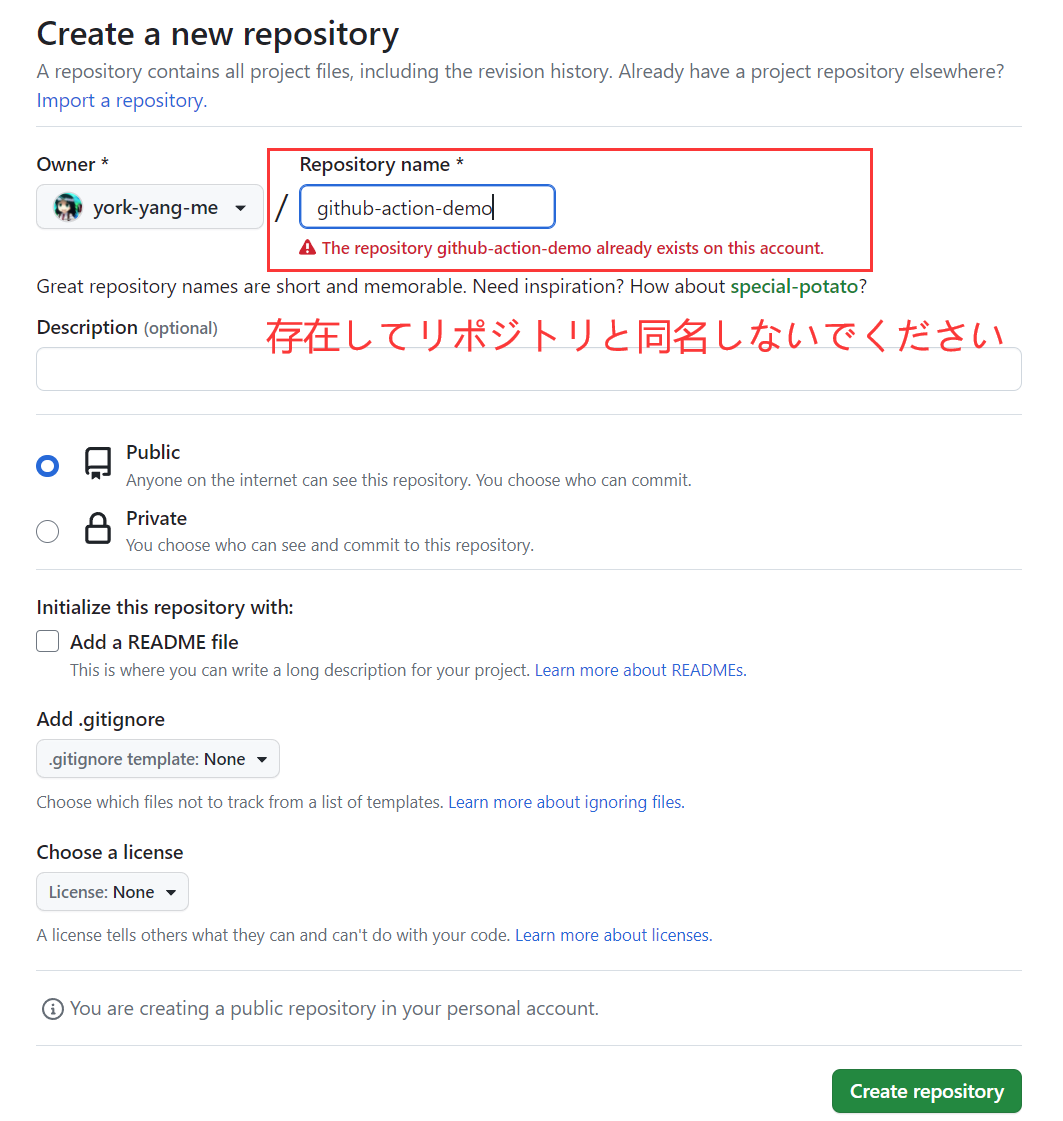 Create a new repository
A repository contains all project files, including the revision history. Already have a project repository elsewhere?
Import a repository.
Owner *
Repository name *
york-yang-me
/
github-action-demo
The repository github-action-demo already exists on this account.
Great repository names are short and memorable. Need inspiration? How about special-potato?
Description (optional)
存在してリポジトリと同名しないでください
Public
Anyone on the internet can see this repository. You choose who can commit.
Private
You choose who can see and commit to this repository.
Initialize this repository with:
Add a README file
This is where you can write a long description for your project. Learn more about READMEs.
Add .gitignore
.gitignore template: None
Choose which files not to track from a list of templates. Learn more about ignoring files.
Choose a license
License: None
A license tells others what they can and can't do with your code. Learn more about licenses.
You are creating a public repository in your personal account.
Create repository